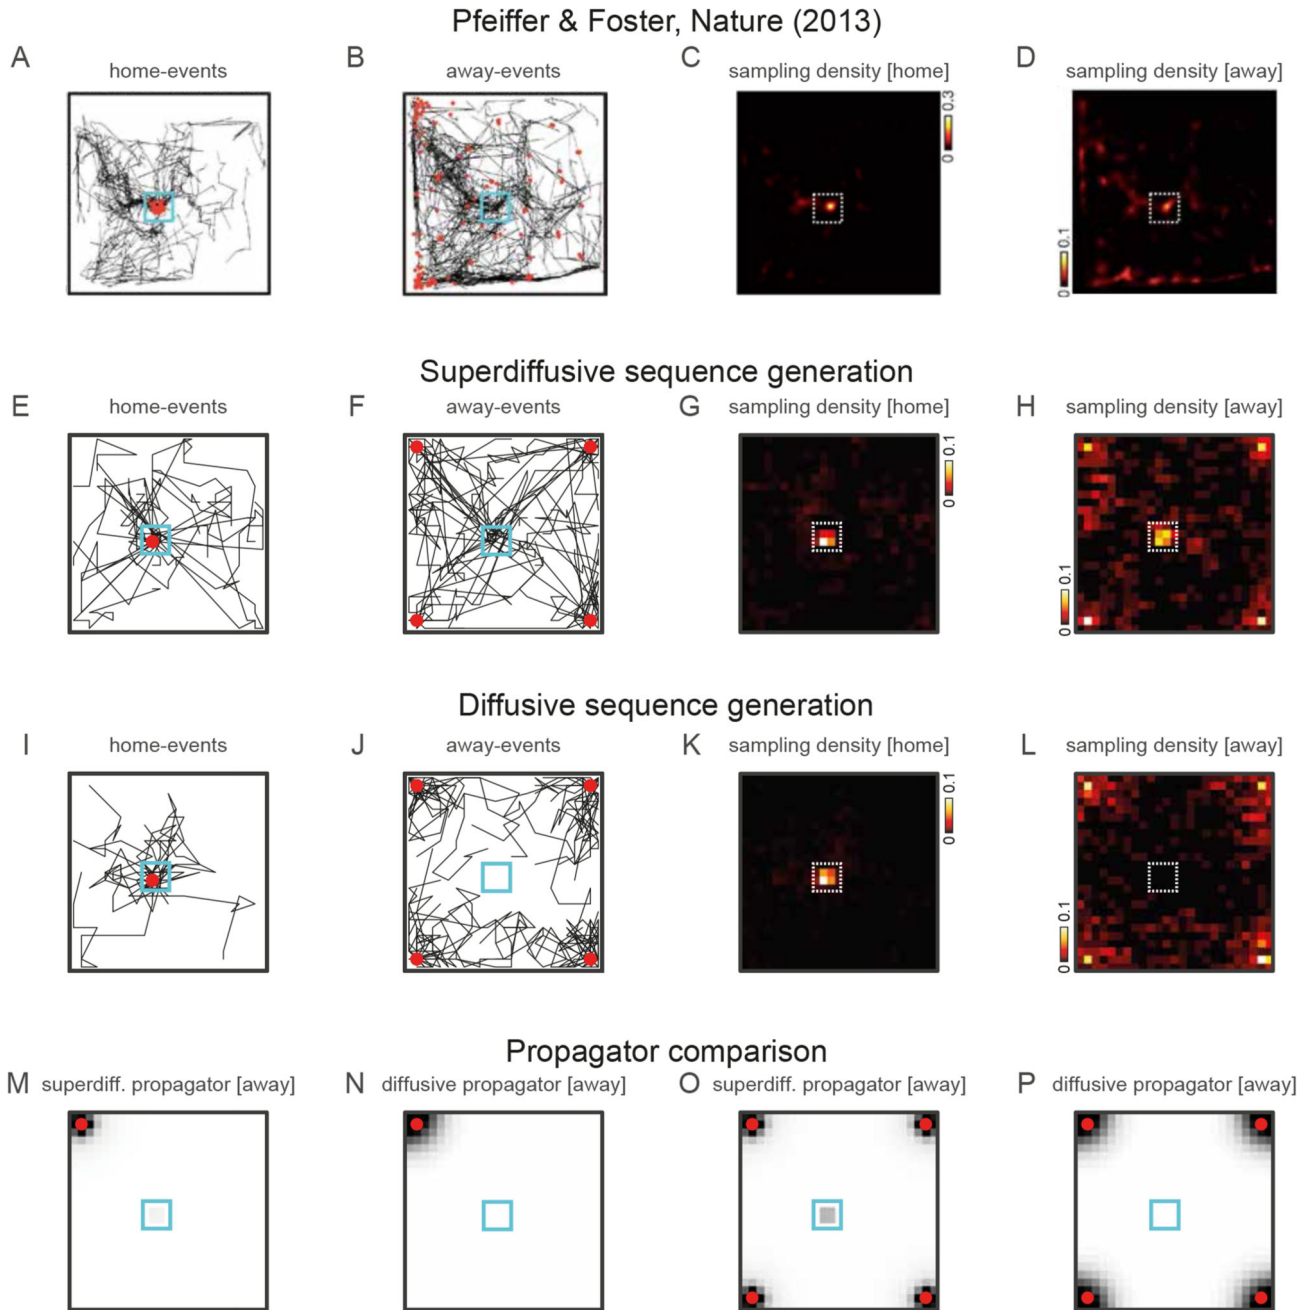 Pfeiffer & Foster, Nature (2013)
A home-events
B away-events
C sampling density [home]
D sampling density [away]
0 0.3
0 0.1
Superdiffusive sequence generation
E home-events
F away-events
G sampling density [home]
H sampling density [away]
0 0.1
0 0.1
Diffusive sequence generation
I home-events
J away-events
K sampling density [home]
L sampling density [away]
0 0.1
0 0.1
Propagator comparison
M superdiff. propagator [away]
N diffusive propagator [away]
O superdiff. propagator [away]
P diffusive propagator [away]